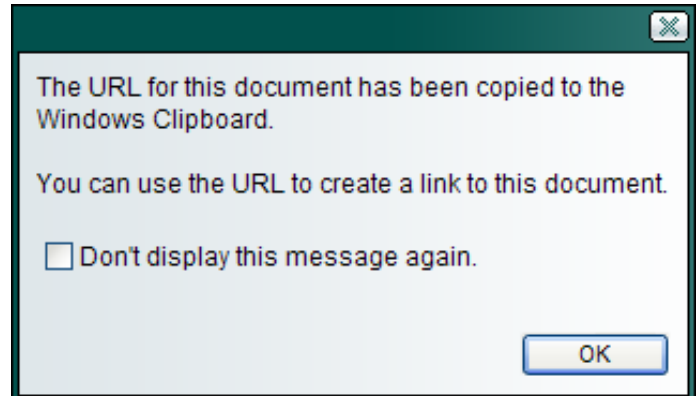 The URL for this document has been copied to the
Windows Clipboard.
You can use the URL to create a link to this document.
Don't display this message again.
OK